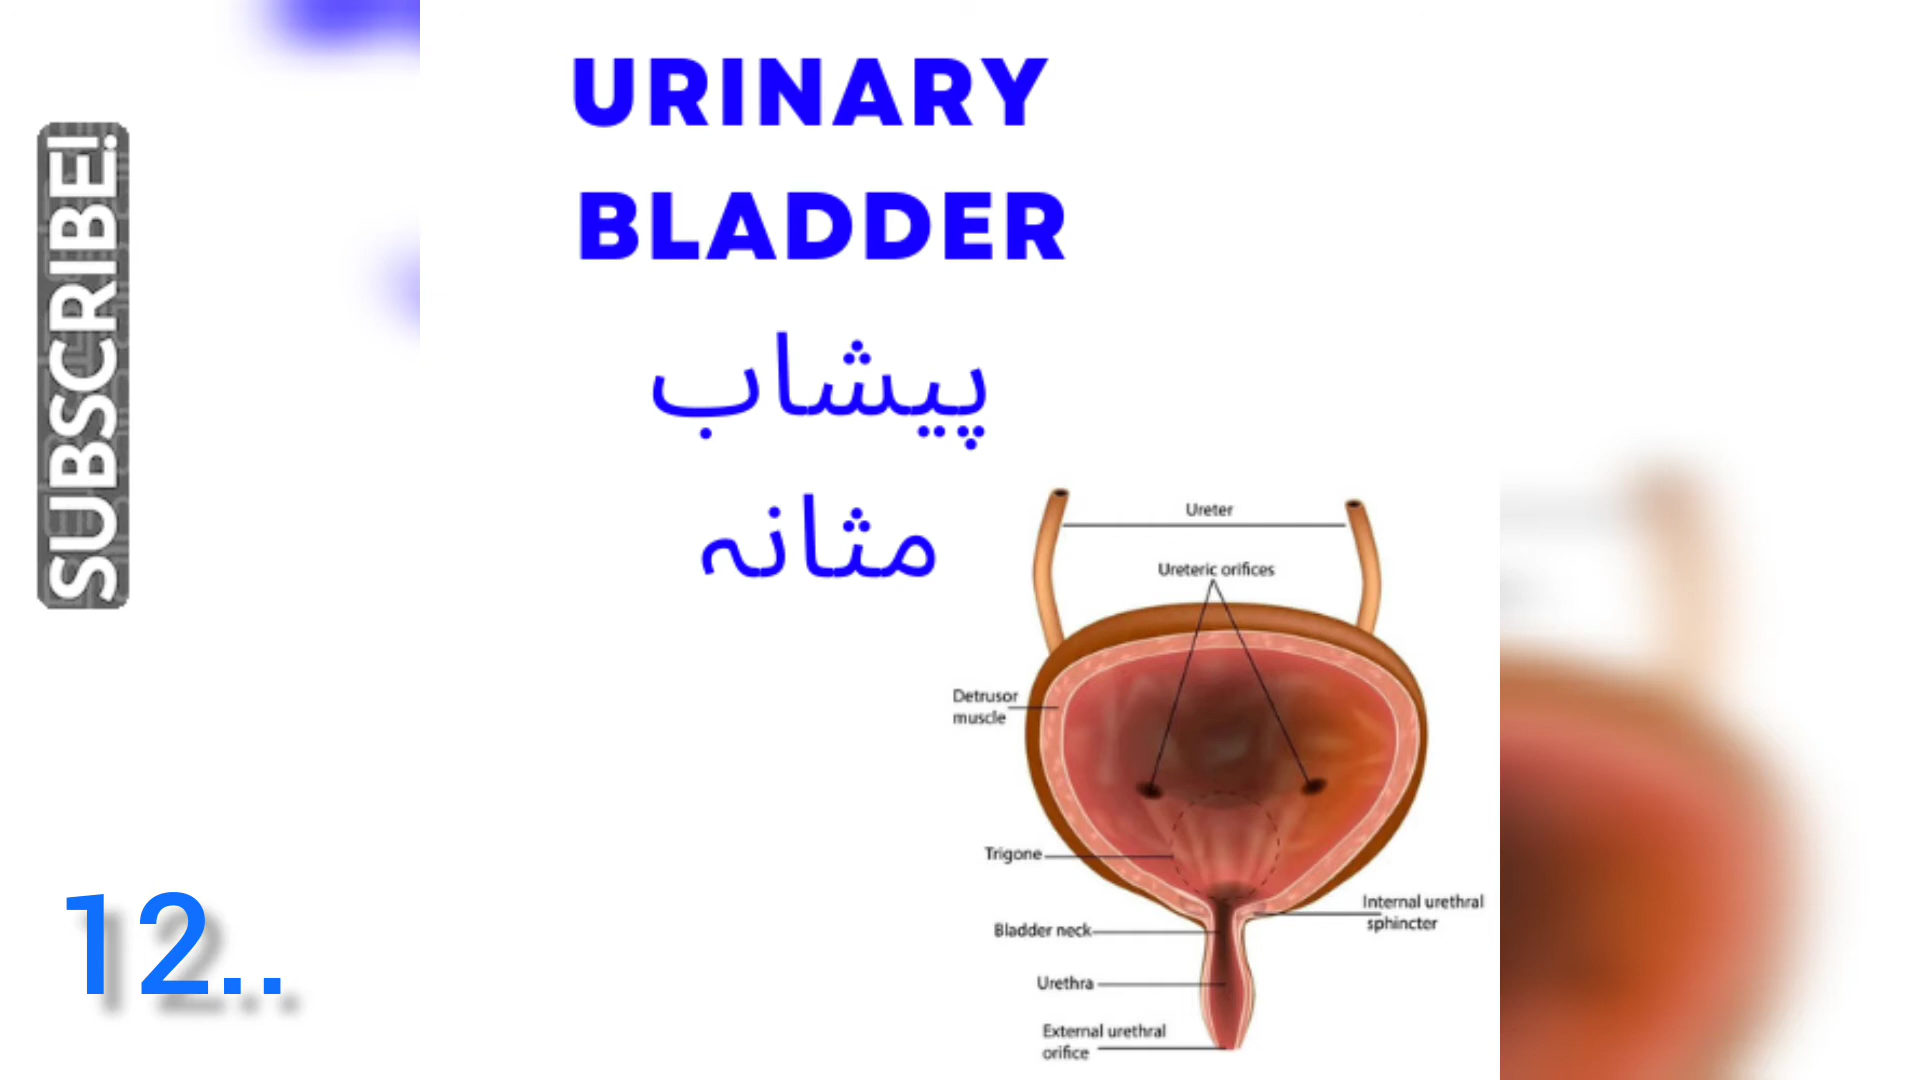 SUBSCRIBE!
URINARY
BLADDER
پیشاب
مثانہ
Ureter
Ureteric orifices
Detrusor
muscle
Trigone
Internal urethral
sphincter
Bladder neck
Urethra
External urethral
orifice
12..